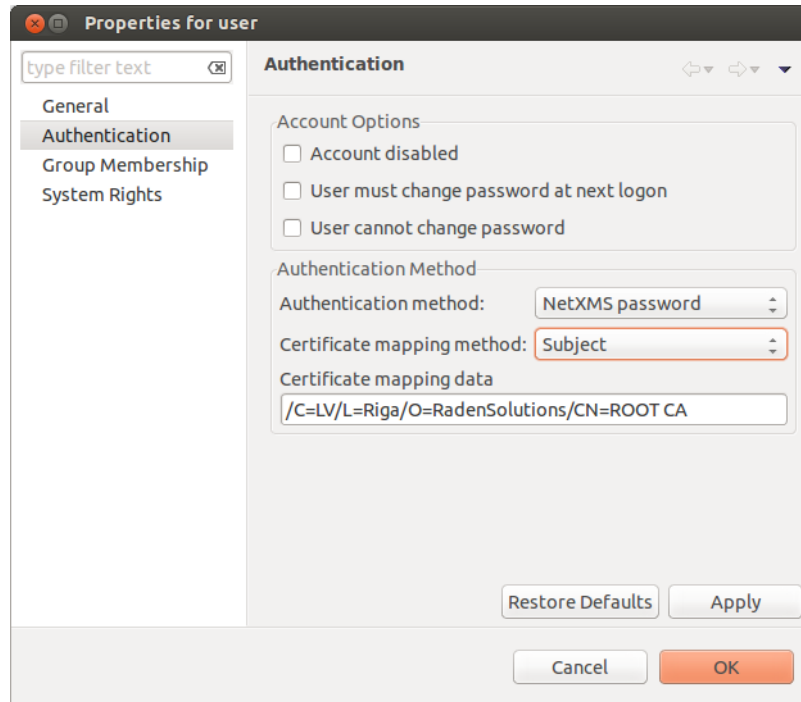 Properties for user
type filter text
Authentication
General
Authentication
Group Membership
System Rights
Account Options
Account disabled
User must change password at next logon
User cannot change password
Authentication Method
Authentication method: NetXMS password
Certificate mapping method: Subject
Certificate mapping data
/C=LV/L=Riga/O=RadenSolutions/CN=ROOT CA
Restore Defaults Apply
Cancel OK